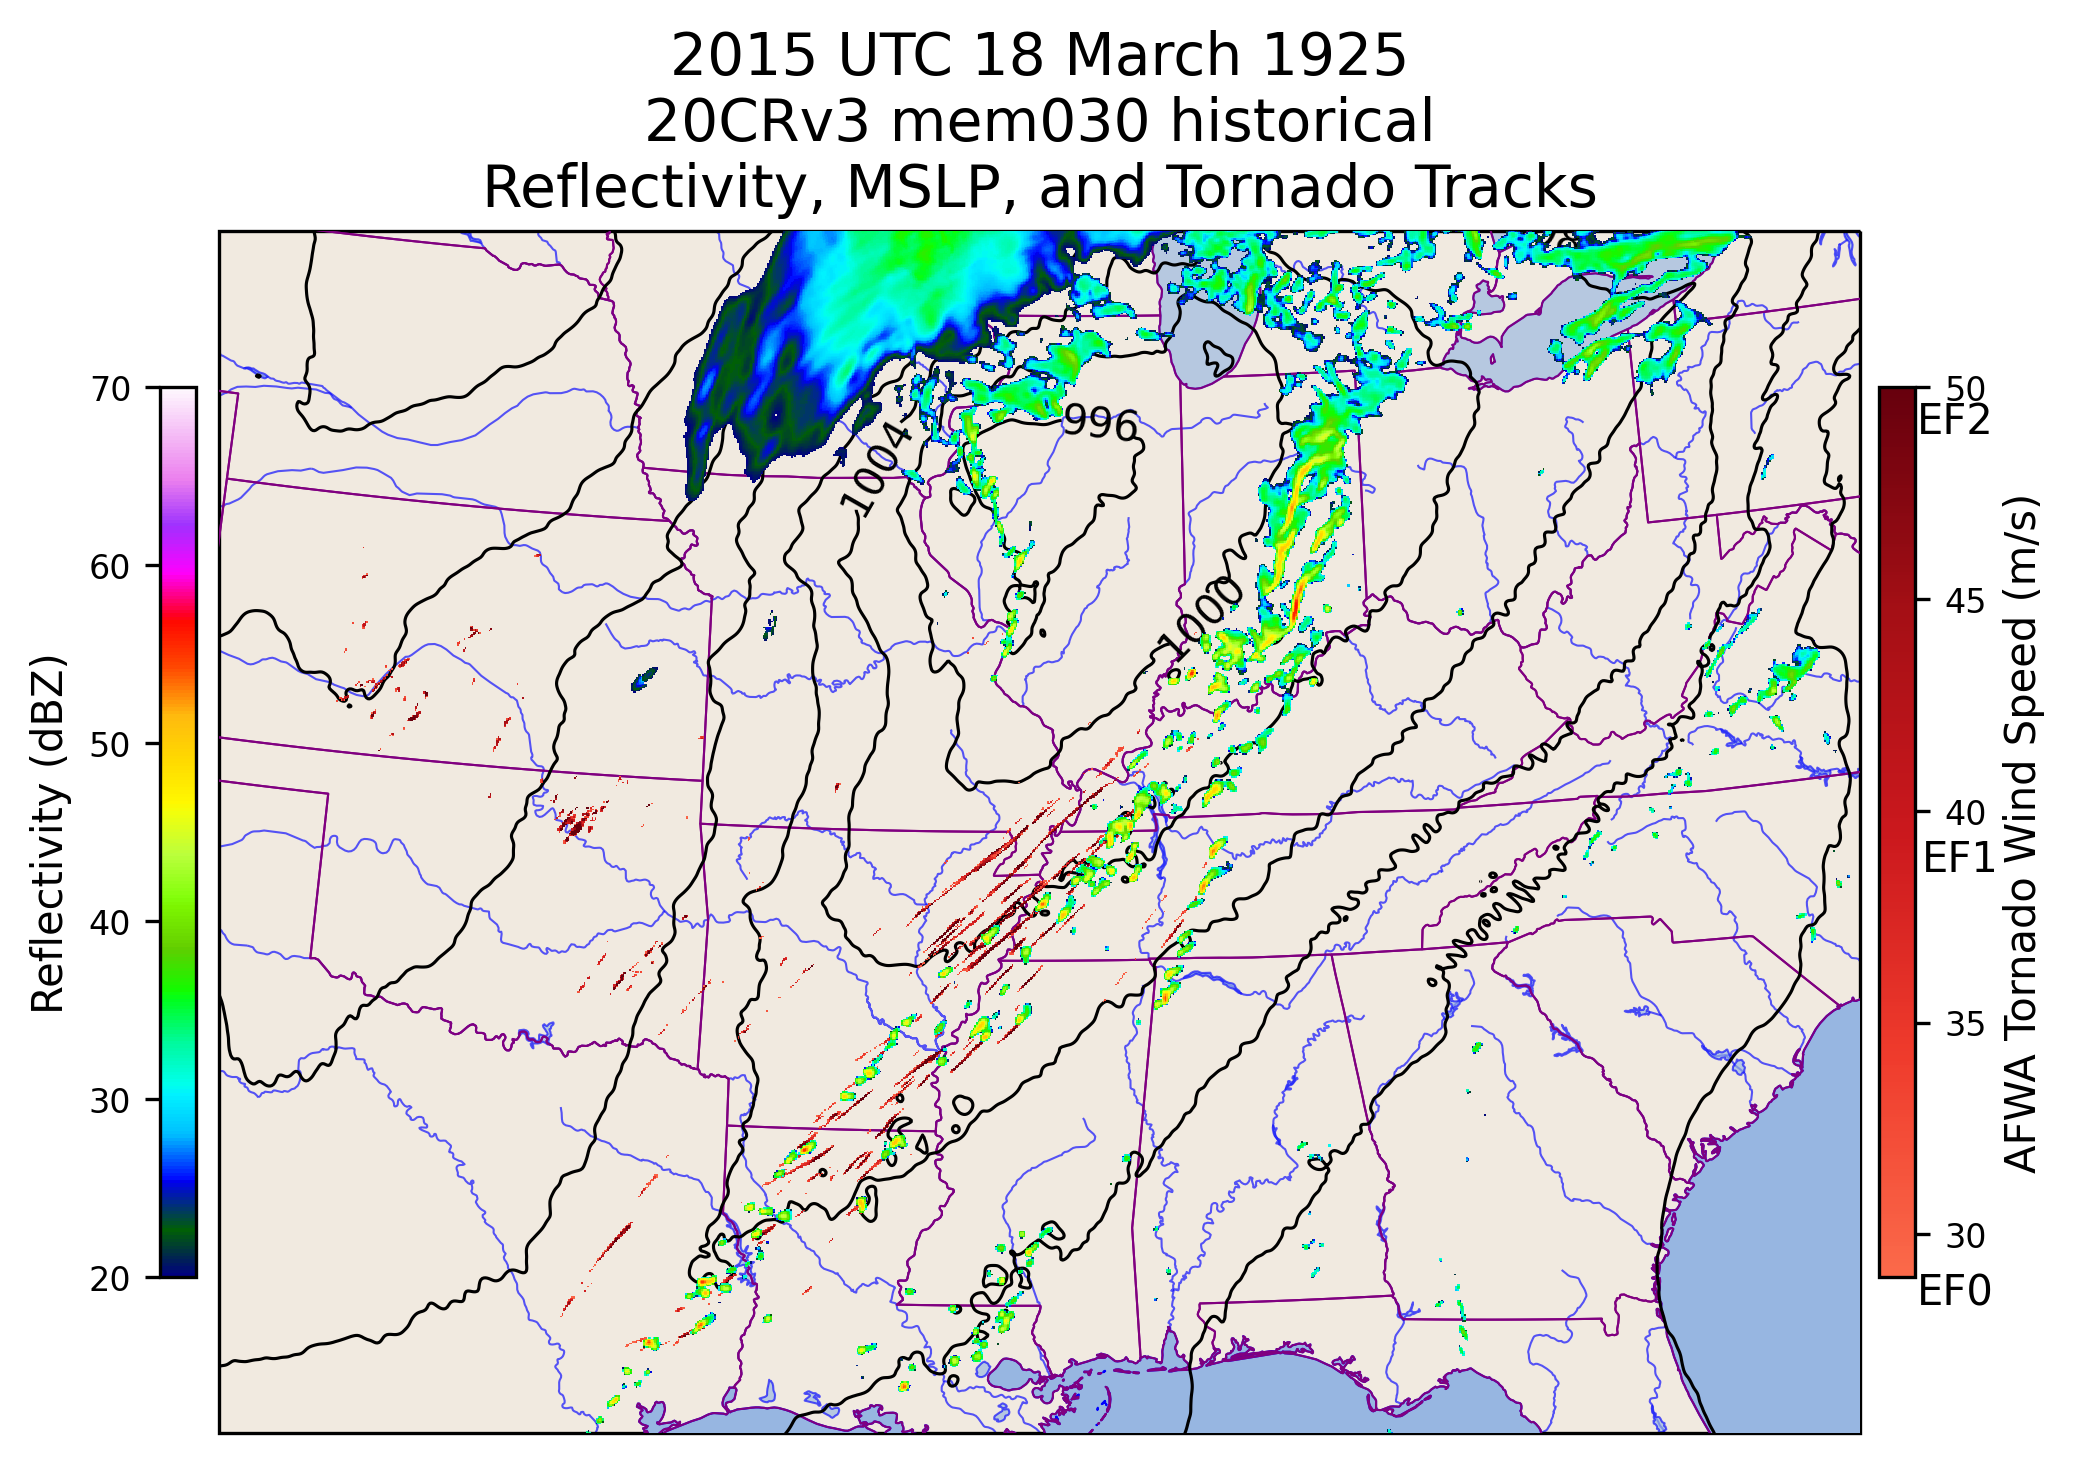 2015 UTC 18 March 1925
20CRv3 mem030 historical
Reflectivity, MSLP, and Tornado Tracks
70
60
50
40
30
20
Reflectivity (dBZ)
996
1004
1000
50
EF2
45
40
EF1
35
30
EF0
AFWA Tornado Wind Speed (m/s)